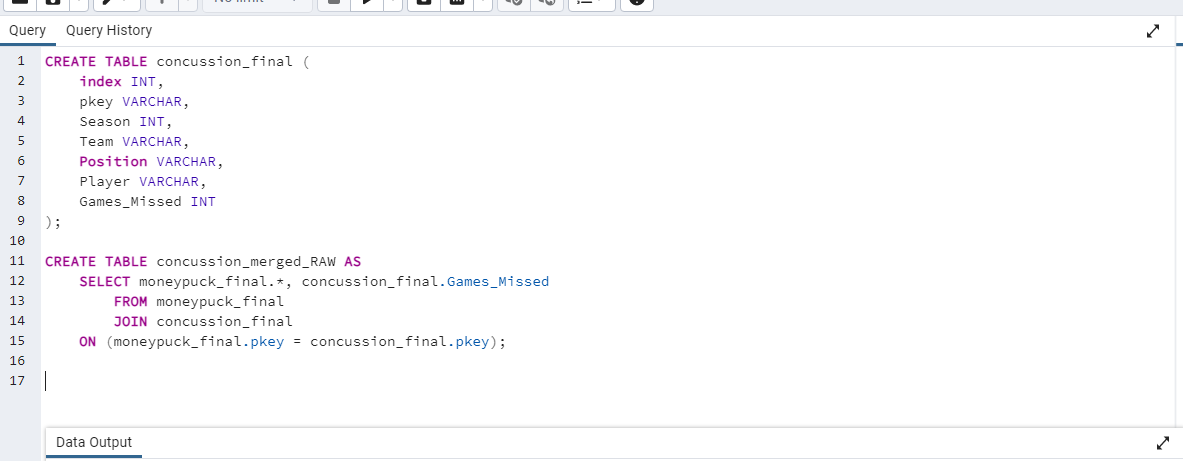 No limit
Query Query History
1 CREATE TABLE concussion_final (
2 index INT,
3 pkey VARCHAR,
4 Season INT,
5 Team VARCHAR,
6 Position VARCHAR,
7 Player VARCHAR,
8 Games_Missed INT
9 );
10
11 CREATE TABLE concussion_merged_RAW AS
12 SELECT moneypuck_final.*, concussion_final.Games_Missed
13 FROM moneypuck_final
14 JOIN concussion_final
15 ON (moneypuck_final.pkey = concussion_final.pkey);
16
17
Data Output